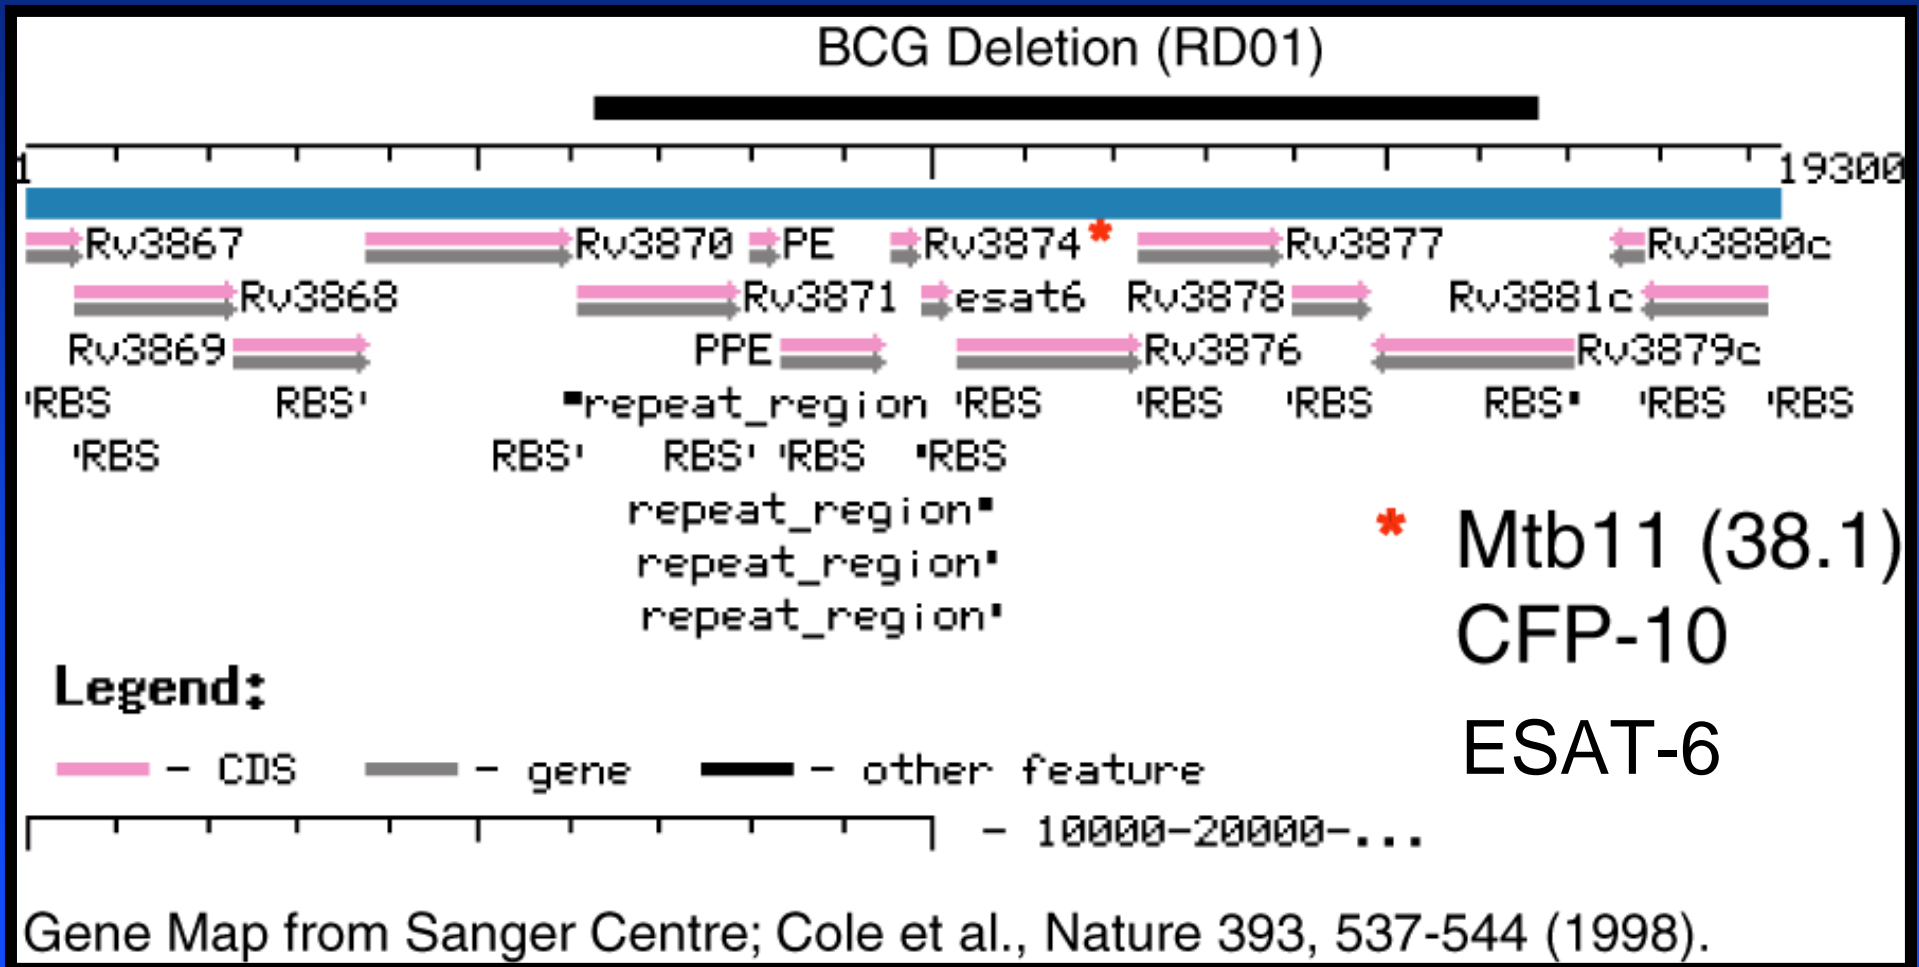 BCG Deletion (RD01)
1 19300
Rv3867 Rv3870 PE Rv3874 * Rv3877 Rv3880c
Rv3868 Rv3871 esat6 Rv3878 Rv3881c
Rv3869 PPE Rv3876 Rv3879c
RBS RBS repeat_region RBS RBS RBS RBS RBS RBS
RBS RBS RBS RBS RBS
repeat_region
repeat_region
repeat_region
* Mtb11 (38.1)
CFP-10
ESAT-6
Legend:
- CDS - gene - other feature
- 10000-20000-...
Gene Map from Sanger Centre; Cole et al., Nature 393, 537-544 (1998).